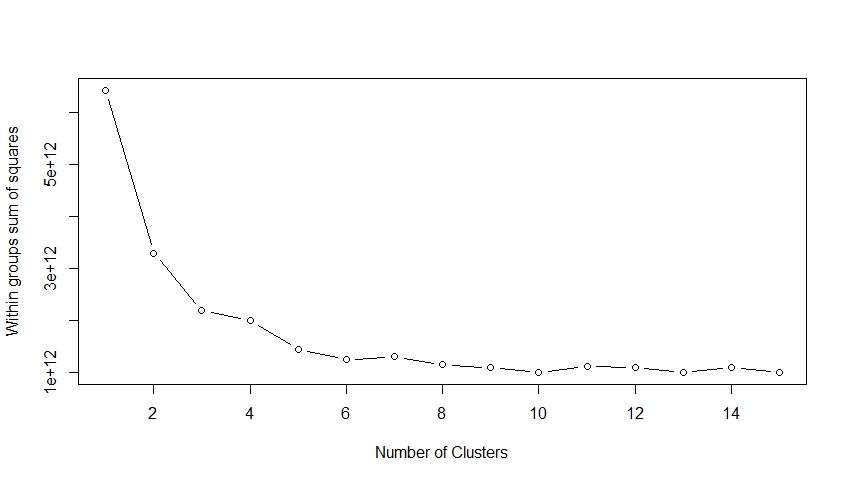 Within groups sum of squares
5e+12
3e+12
1e+12
2 4 6 8 10 12 14
Number of Clusters